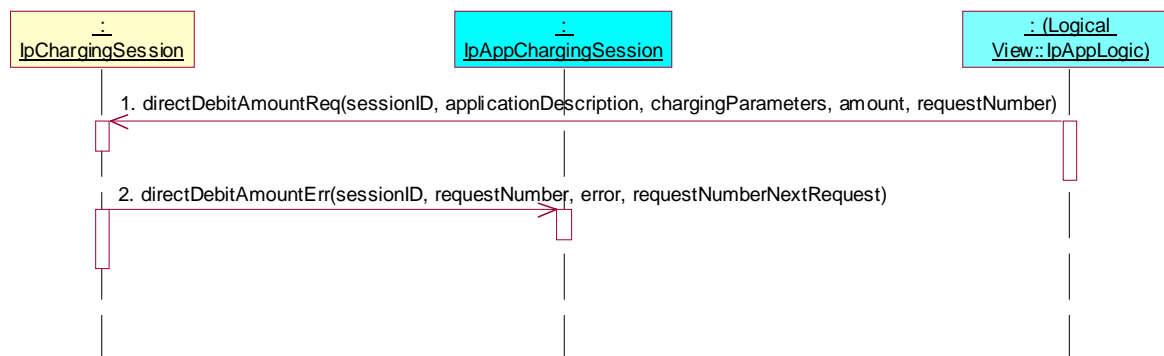 :
IpChargingSession
:
IpAppChargingSession
: (Logical
View::IpAppLogic)
1. directDebitAmountReq(sessionID, applicationDescription, chargingParameters, amount, requestNumber)
2. directDebitAmountErr(sessionID, requestNumber, error, requestNumberNextRequest)